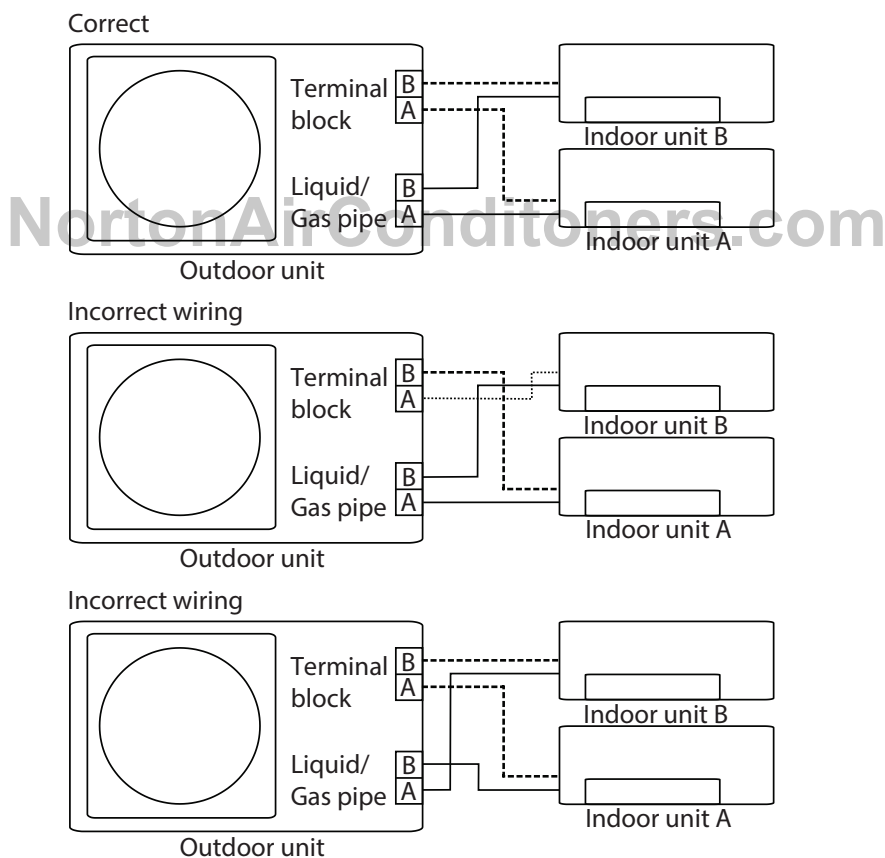 Correct
Terminal
block
B
A
Liquid/
Gas pipe
B
A
Indoor unit B
Indoor unit A
Outdoor unit
NortonAirConditoners.com
Incorrect wiring
Terminal
block
B
A
Liquid/
Gas pipe
B
A
Indoor unit B
Indoor unit A
Outdoor unit
Incorrect wiring
Terminal
block
B
A
Liquid/
Gas pipe
B
A
Indoor unit B
Indoor unit A
Outdoor unit